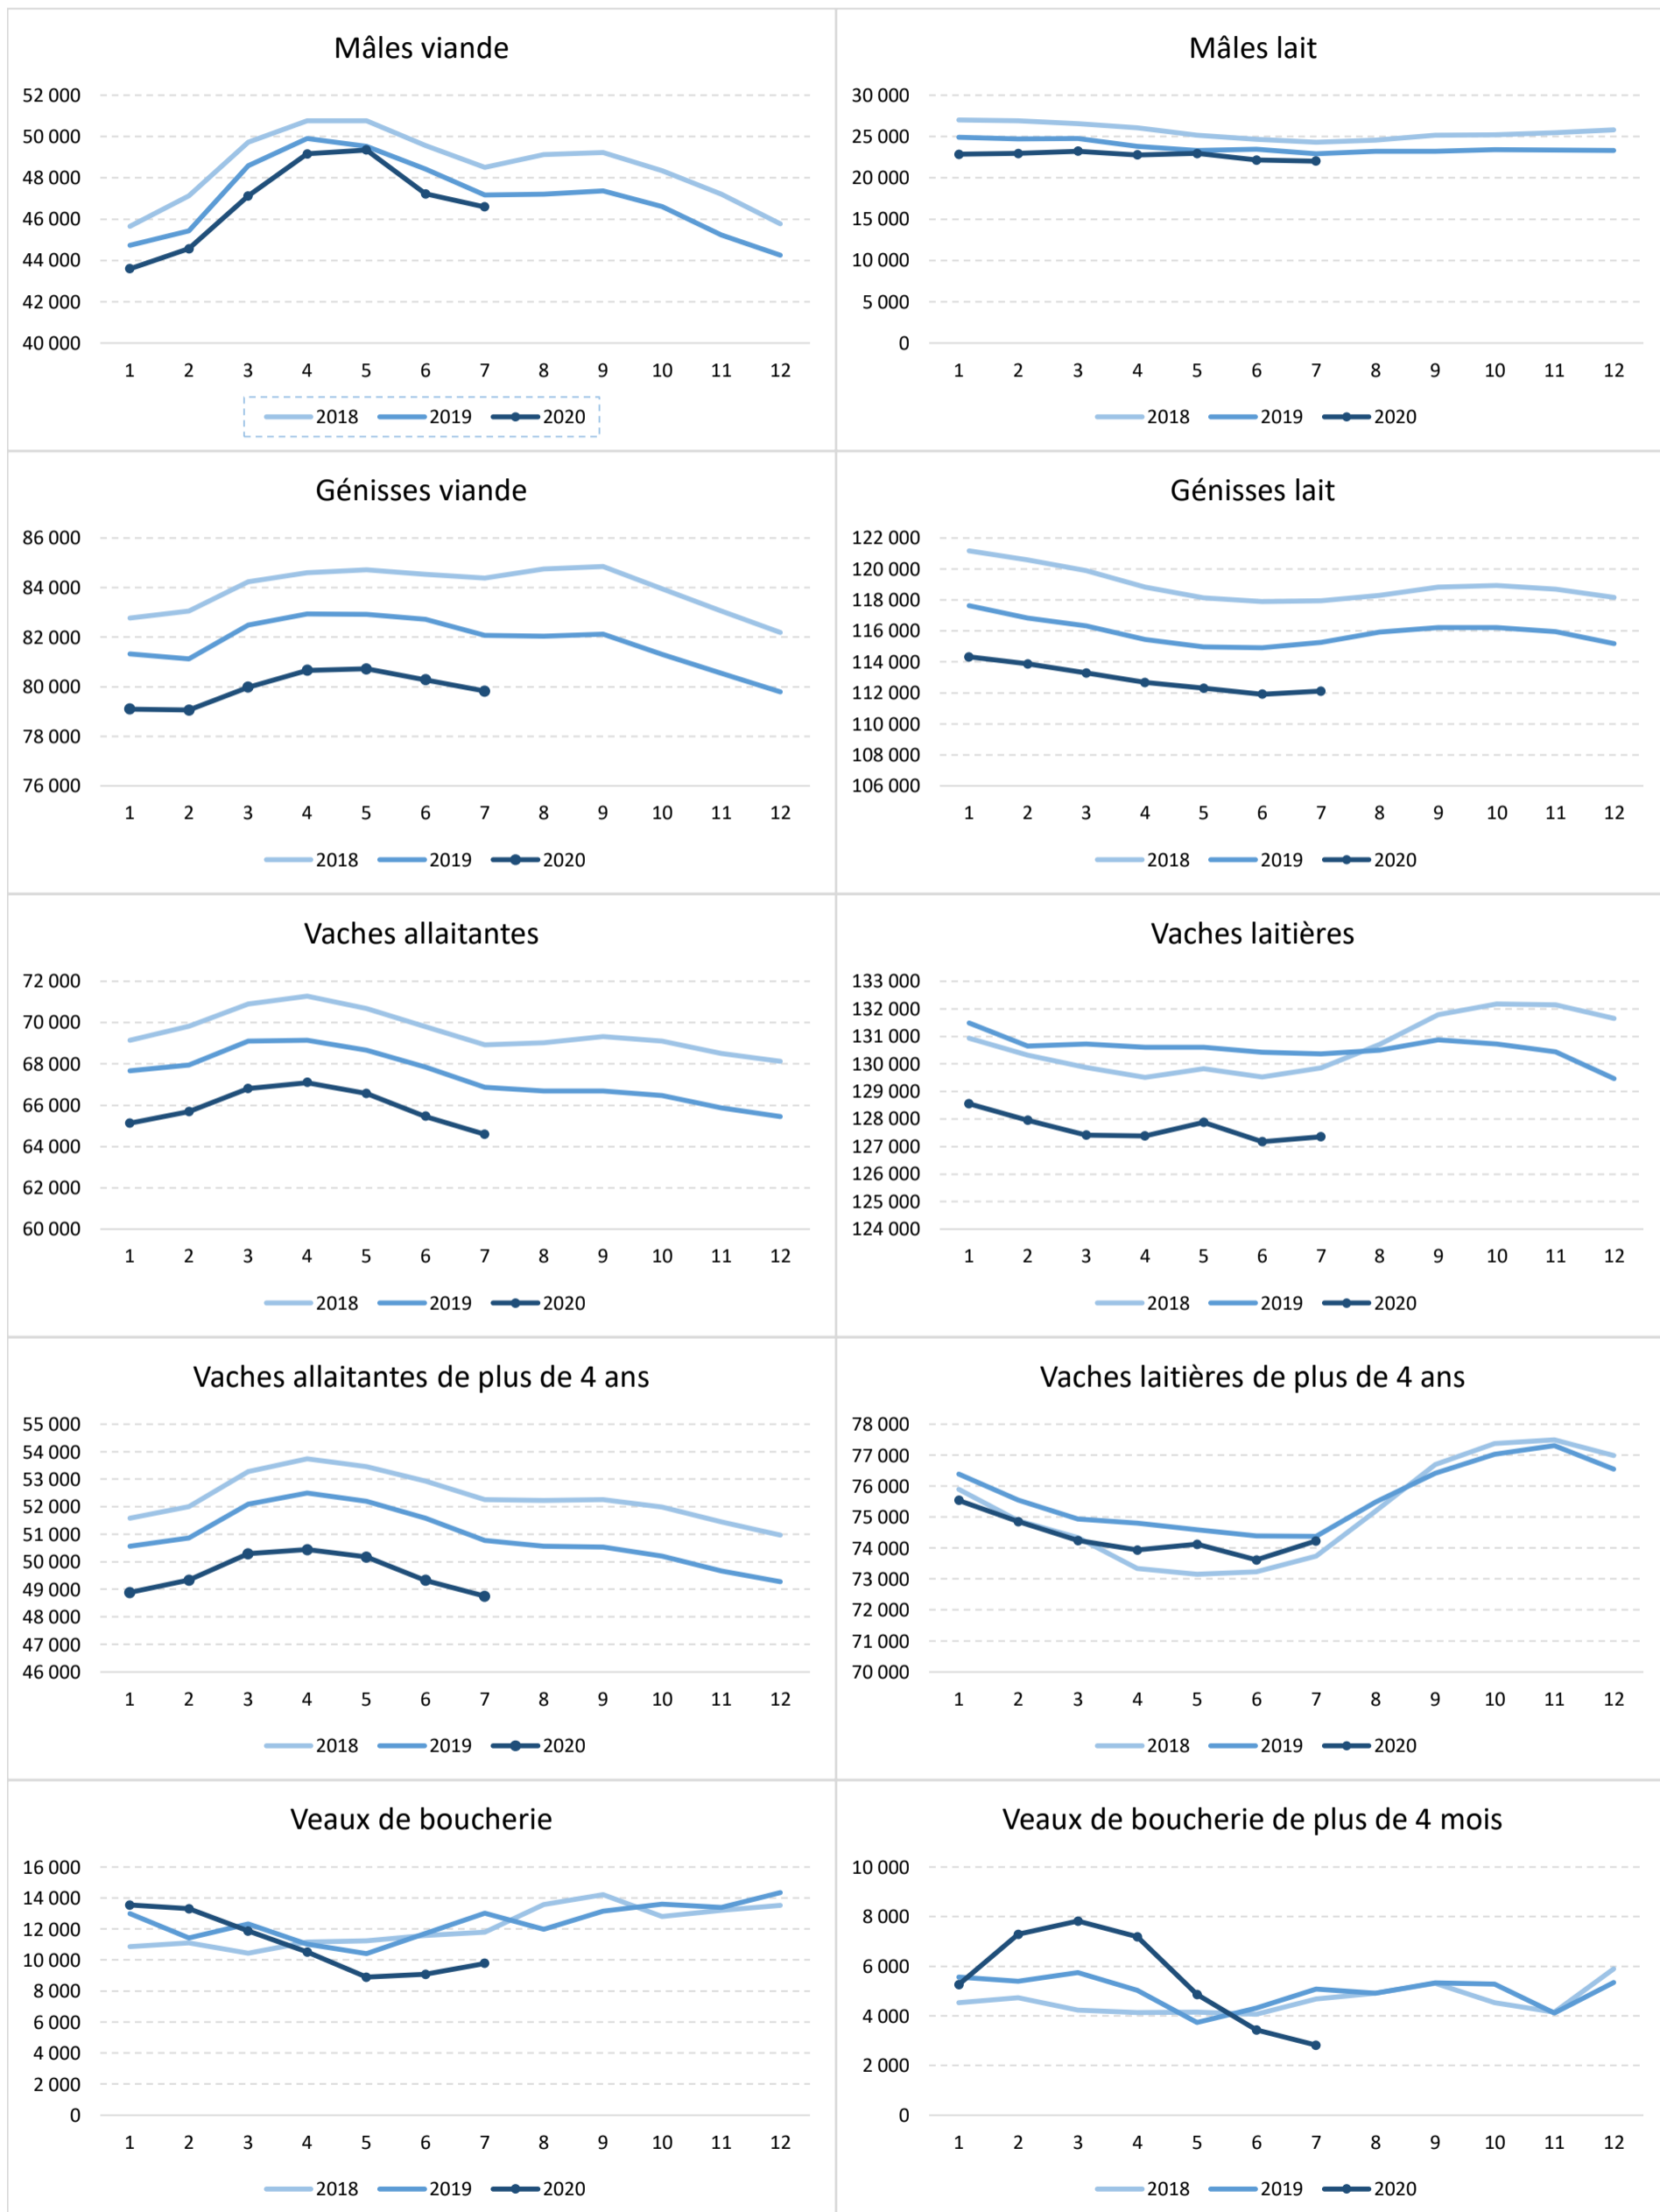 Mâles viande
52 000
50 000
48 000
46 000
44 000
42 000
40 000
1 2 3 4 5 6 7 8 9 10 11 12
2018 2019 2020
Mâles lait
30 000
25 000
20 000
15 000
10 000
5 000
0
1 2 3 4 5 6 7 8 9 10 11 12
2018 2019 2020
Génisses viande
86 000
84 000
82 000
80 000
78 000
76 000
1 2 3 4 5 6 7 8 9 10 11 12
2018 2019 2020
Génisses lait
122 000
120 000
118 000
116 000
114 000
112 000
110 000
108 000
106 000
1 2 3 4 5 6 7 8 9 10 11 12
2018 2019 2020
Vaches allaitantes
72 000
70 000
68 000
66 000
64 000
62 000
60 000
1 2 3 4 5 6 7 8 9 10 11 12
2018 2019 2020
Vaches laitières
133 000
132 000
131 000
130 000
129 000
128 000
127 000
126 000
125 000
124 000
1 2 3 4 5 6 7 8 9 10 11 12
2018 2019 2020
Vaches allaitantes de plus de 4 ans
55 000
54 000
53 000
52 000
51 000
50 000
49 000
48 000
47 000
46 000
1 2 3 4 5 6 7 8 9 10 11 12
2018 2019 2020
Vaches laitières de plus de 4 ans
78 000
77 000
76 000
75 000
74 000
73 000
72 000
71 000
70 000
1 2 3 4 5 6 7 8 9 10 11 12
2018 2019 2020
Veaux de boucherie
16 000
14 000
12 000
10 000
8 000
6 000
4 000
2 000
0
1 2 3 4 5 6 7 8 9 10 11 12
2018 2019 2020
Veaux de boucherie de plus de 4 mois
10 000
8 000
6 000
4 000
2 000
0
1 2 3 4 5 6 7 8 9 10 11 12
2018 2019 2020